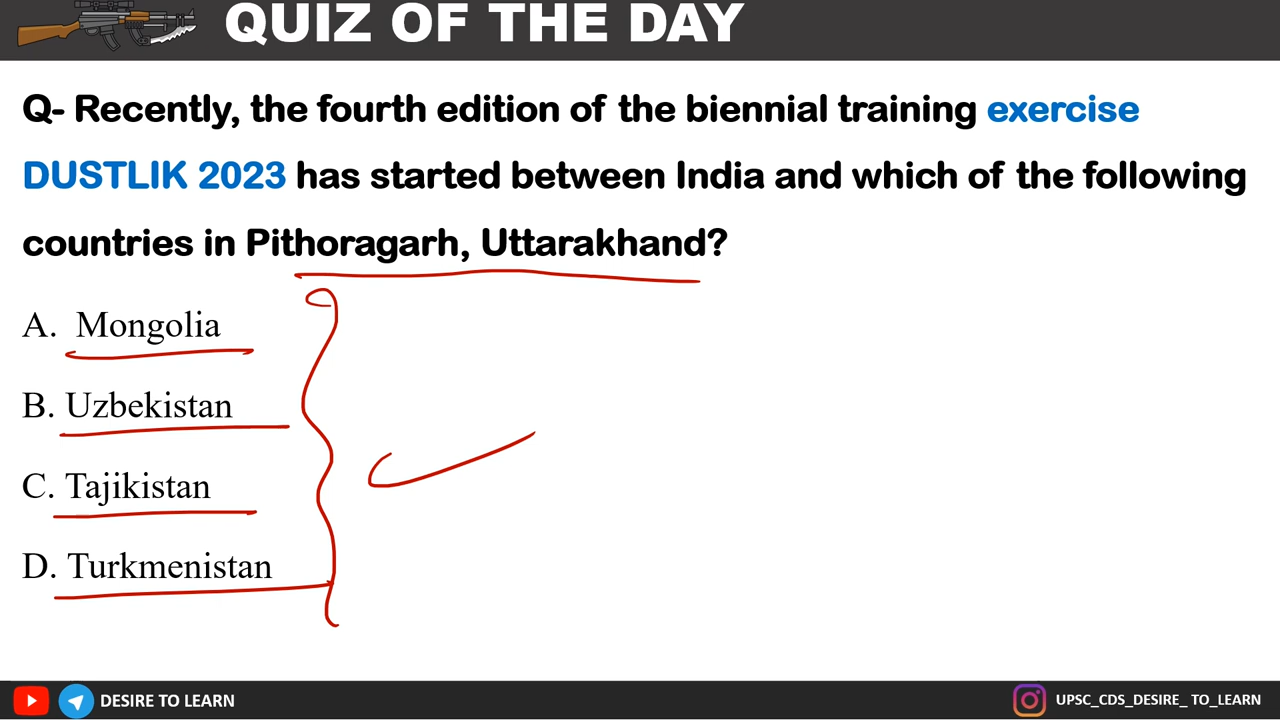 QUIZ OF THE DAY
Q- Recently, the fourth edition of the biennial training exercise
DUSTLIK 2023 has started between India and which of the following
countries in Pithoragarh, Uttarakhand?
A. Mongolia
B. Uzbekistan
C. Tajikistan
D. Turkmenistan
DESIRE TO LEARN
UPSC_CDS_DESIRE_ TO_LEARN